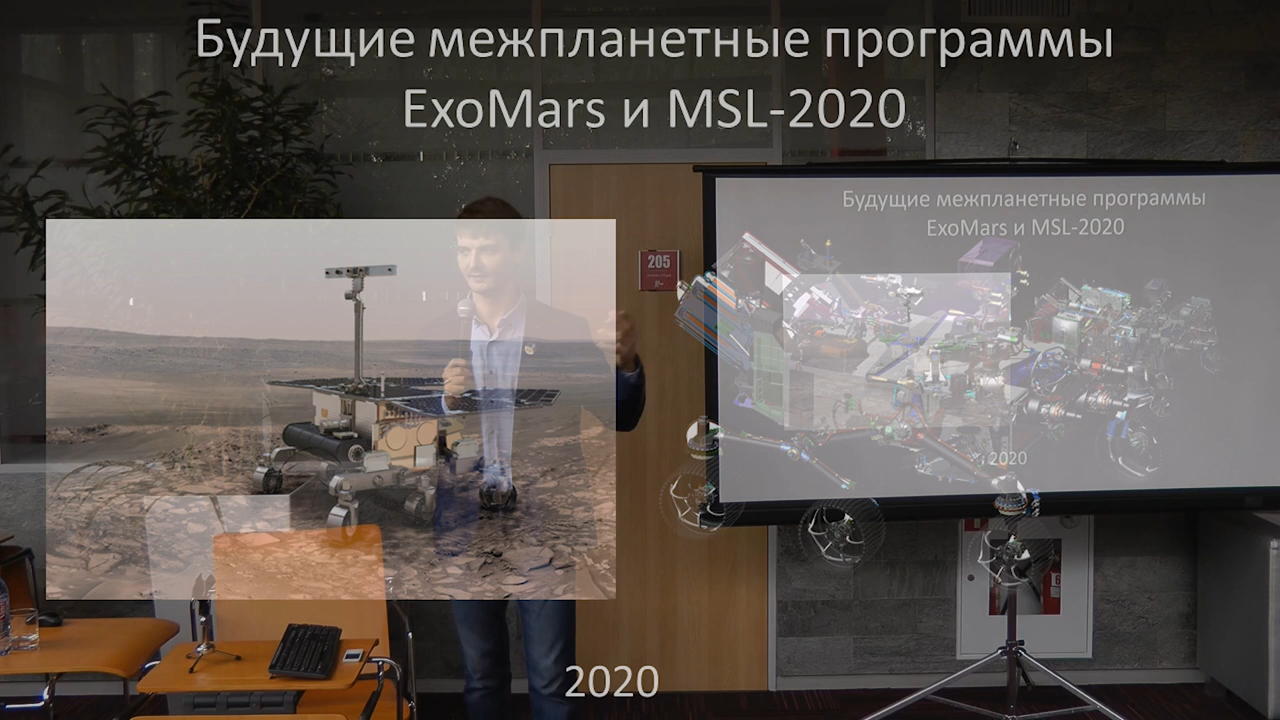 Будущие межпланетные программы
ExoMars и MSL-2020
205
Будущие межпланетные программы
ExoMars и MSL-2020
2020
2020